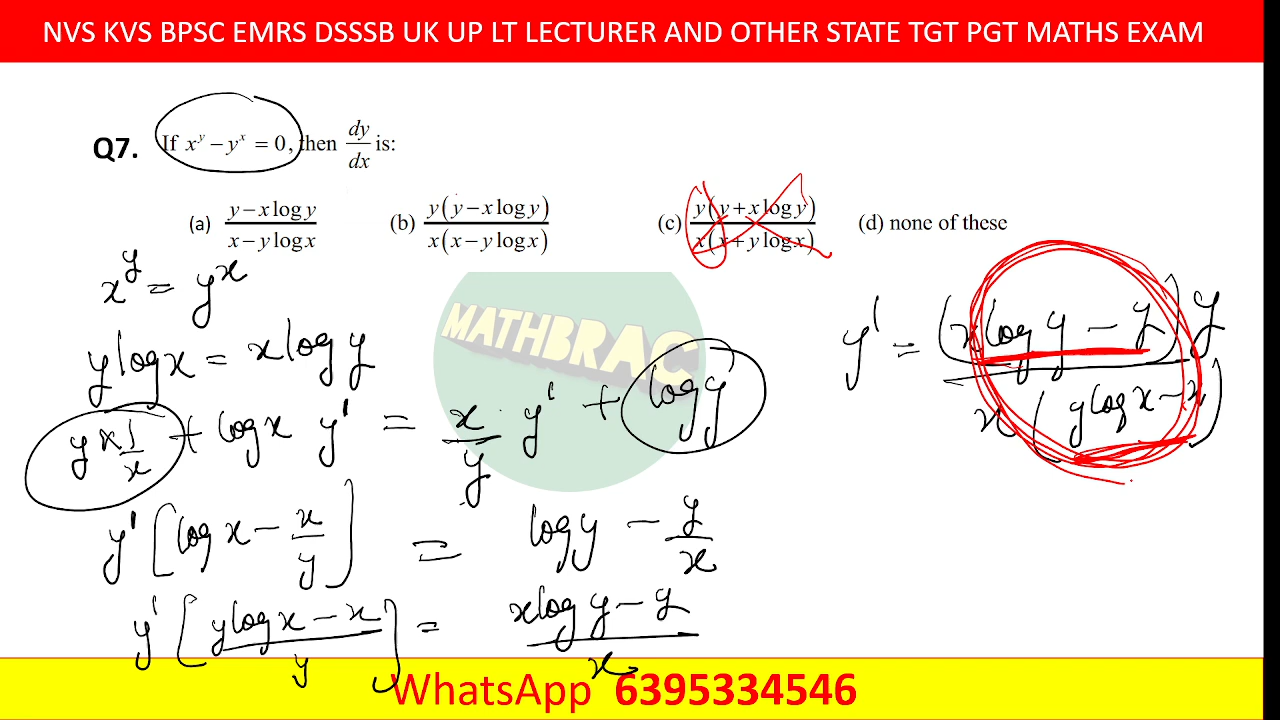 NVS KVS BPSC EMRS DSSSB UK UP LT LECTURER AND OTHER STATE TGT PGT MATHS EXAM
Q7. If x^y − y^x = 0, then dy/dx is:
(a) (y − x log y)/(x − y log x) (b) y(y − x log y)/x(x − y log x) (c) y(y + x log y)/x(x + y log x) (d) none of these
x^y = y^x
y log x = x log y
y × 1/x + log x y' = x/y · y' + log y
y' [log x − x/y] = log y − y/x
y' [(y log x − x)/y] = (x log y − y)/x
y' = (x log y − y) y / x (y log x − x)
MATHBRAC
WhatsApp 6395334546